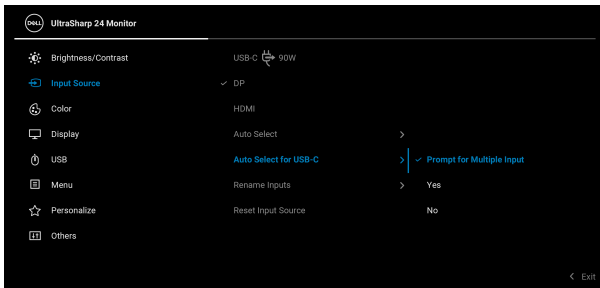 DELL UltraSharp 24 Monitor
Brightness/Contrast
USB-C 90W
Input Source
DP
Color
HDMI
Display
Auto Select
USB
Auto Select for USB-C
Prompt for Multiple Input
Menu
Rename Inputs
Yes
Personalize
Reset Input Source
No
Others
Exit